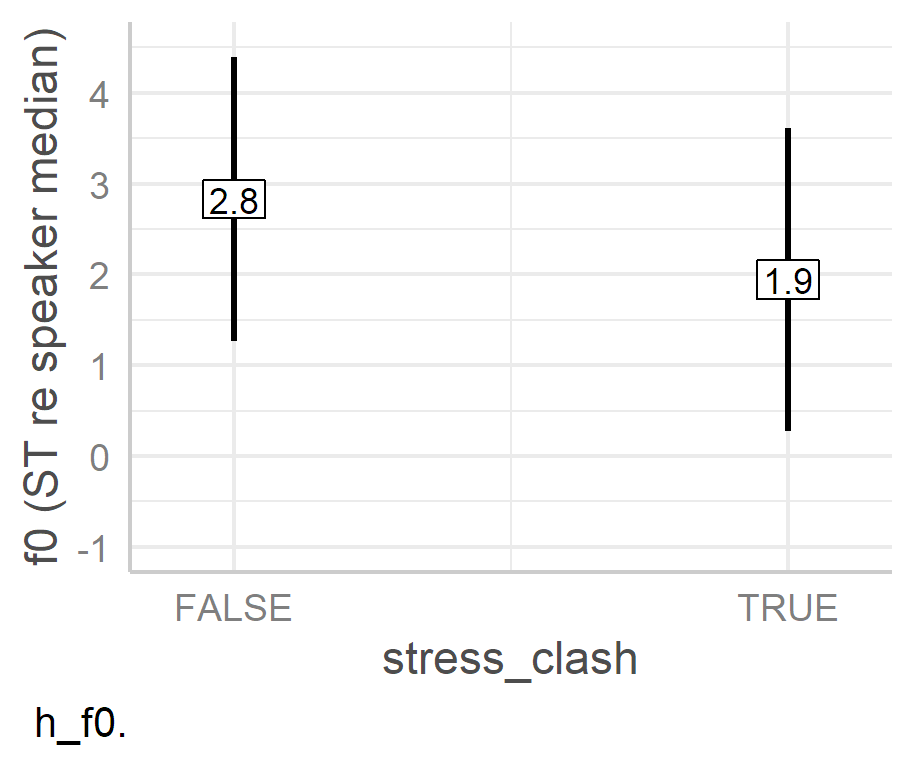 f0 (ST re speaker median)
4
3
2
1
0
-1
2.8
1.9
FALSE
TRUE
stress_clash
h_f0.